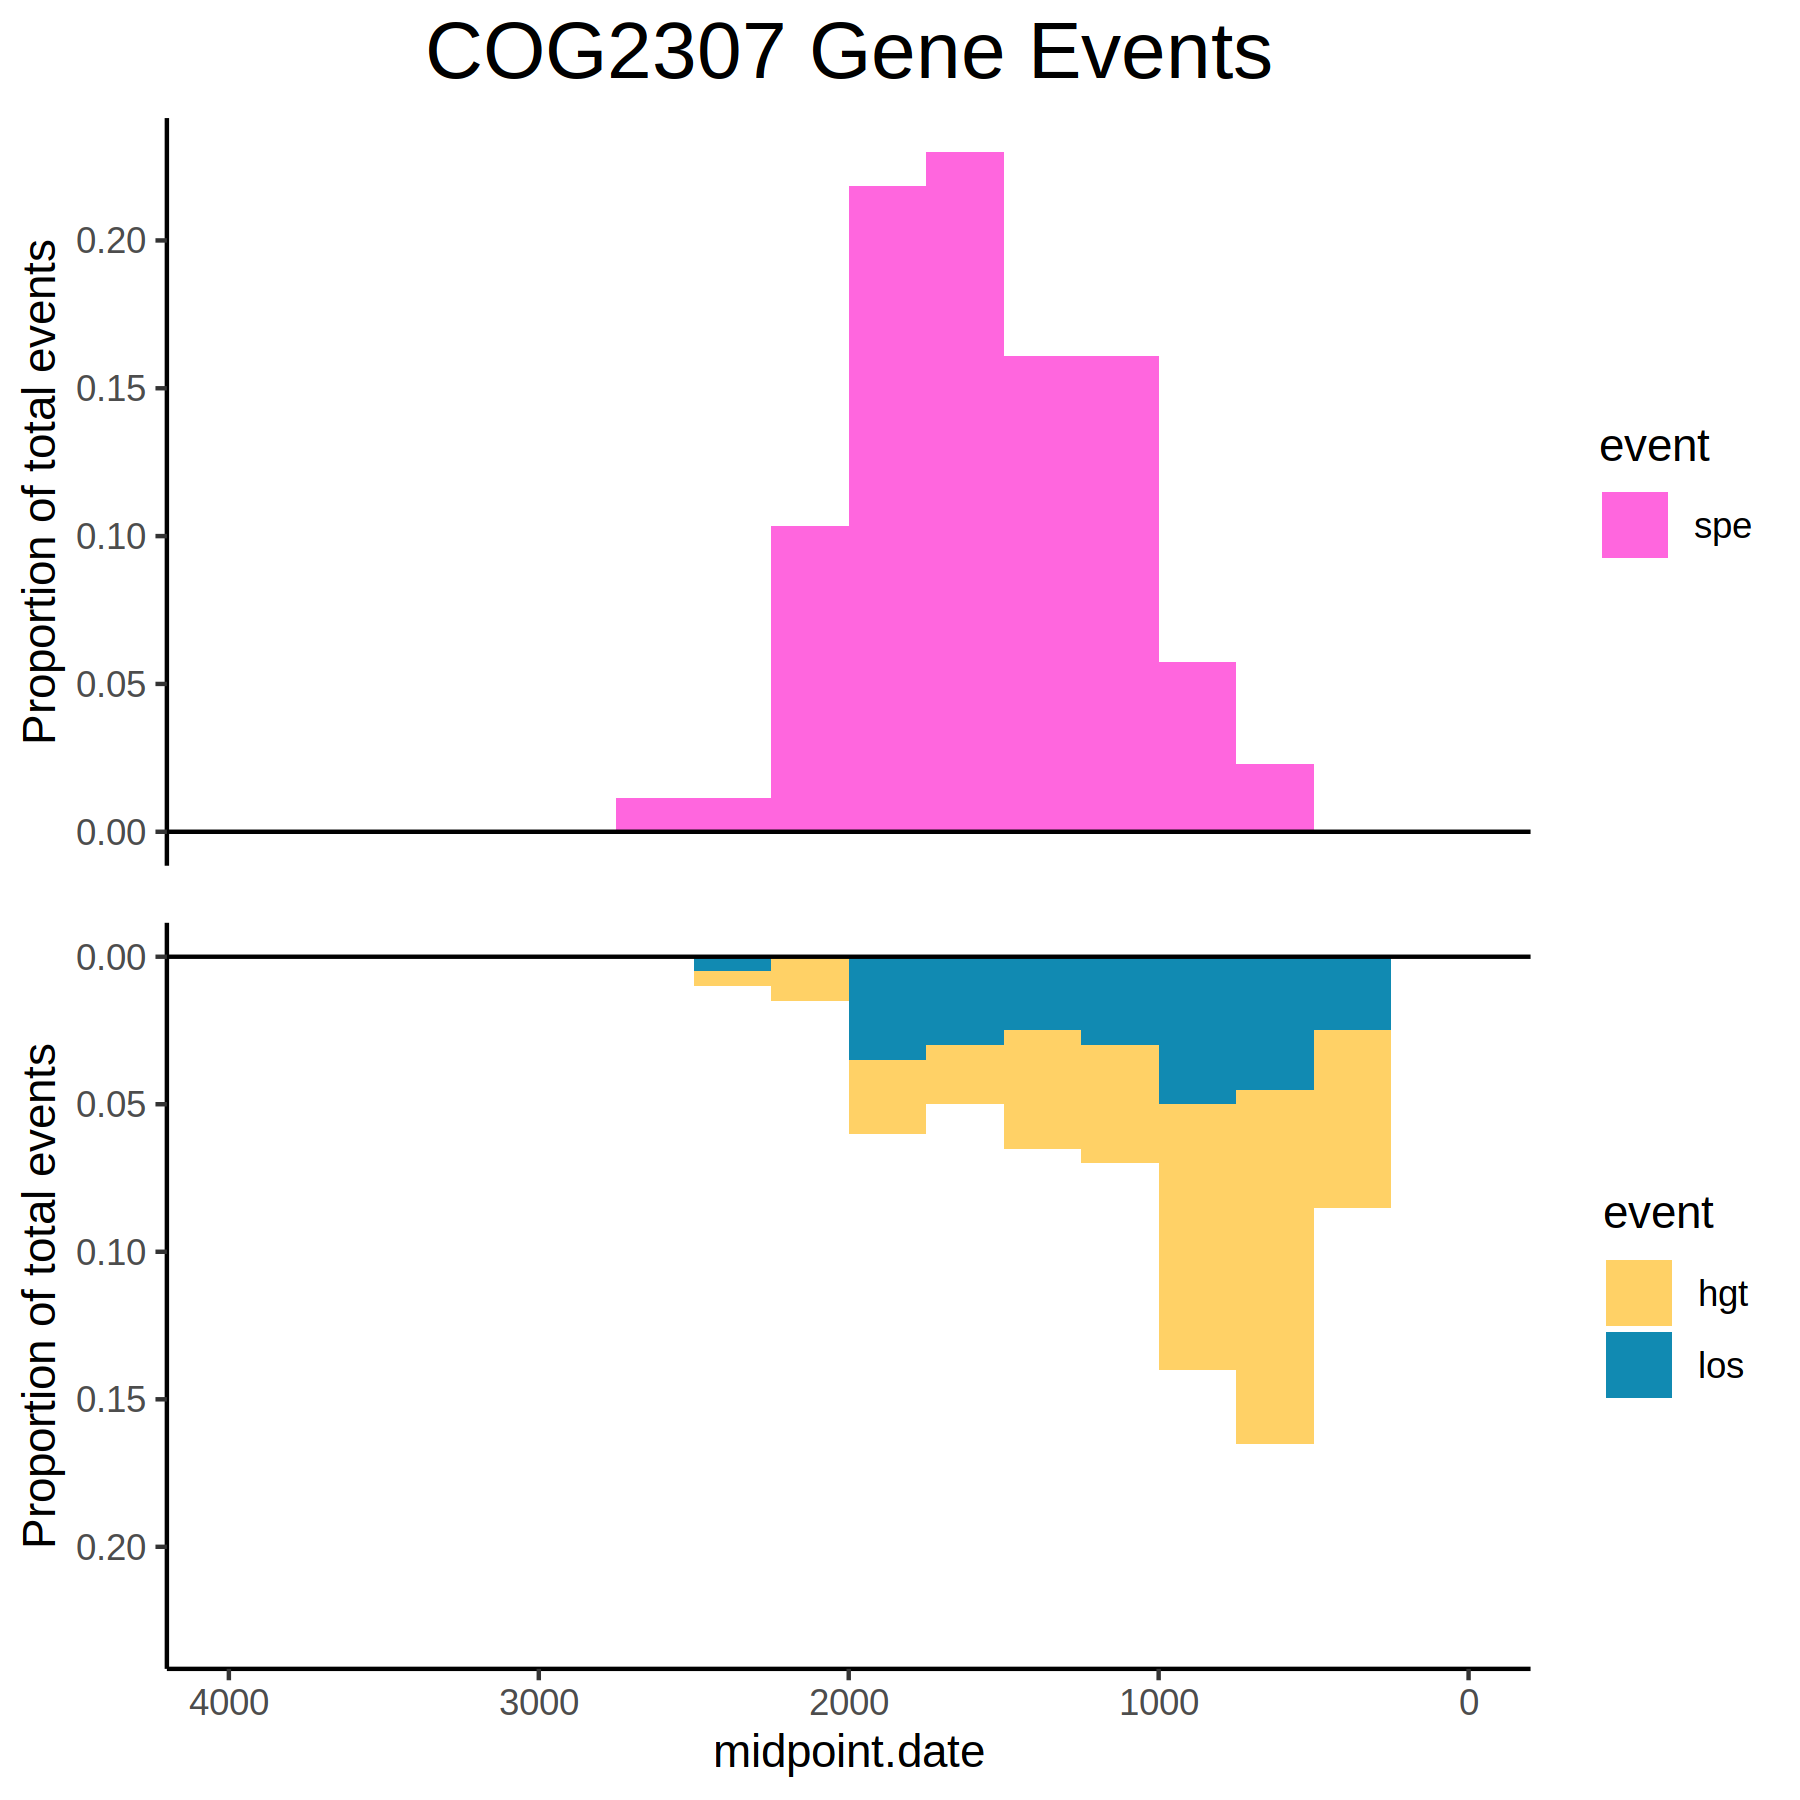 COG2307 Gene Events
Proportion of total events
0.20
0.15
0.10
0.05
0.00
event
spe
Proportion of total events
0.00
0.05
0.10
0.15
0.20
event
hgt
los
4000 3000 2000 1000 0
midpoint.date